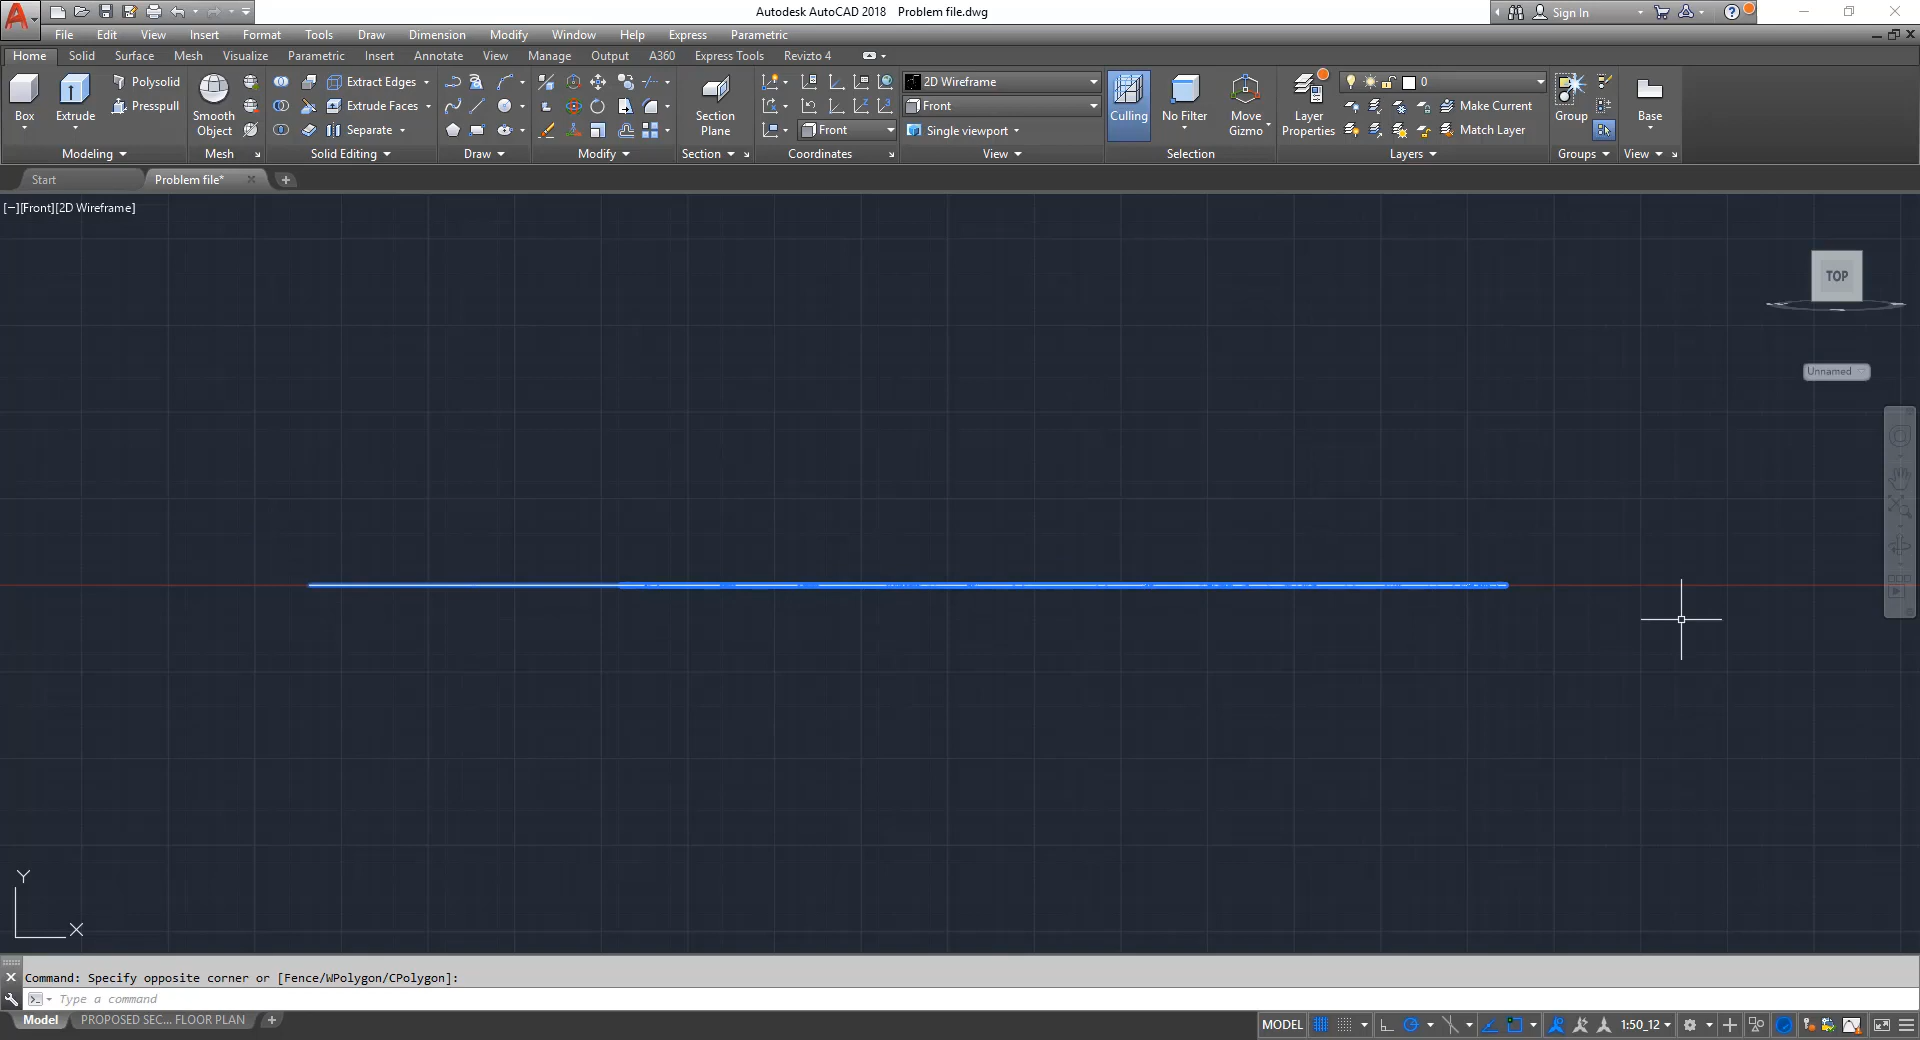 Autodesk AutoCAD 2018 Problem file.dwg
Sign In
File Edit View Insert Format Tools Draw Dimension Modify Window Help Express Parametric
Home Solid Surface Mesh Visualize Parametric Insert Annotate View Manage Output A360 Express Tools Revizto 4
Box
Extrude
Polysolid
Presspull
Modeling
Smooth
Object
Mesh
Extract Edges
Extrude Faces
Separate
Solid Editing
Draw
Modify
Section
Plane
Section
Front
Coordinates
2D Wireframe
Front
Single viewport
View
Culling
No Filter
Move
Gizmo
Selection
Layer
Properties
0
Make Current
Match Layer
Layers
Group
Groups
Base
View
Start
Problem file*
[−][Front][2D Wireframe]
TOP
Unnamed
Y
X
Command: Specify opposite corner or [Fence/WPolygon/CPolygon]:
Type a command
Model
PROPOSED SEC... FLOOR PLAN
MODEL
1:50_12